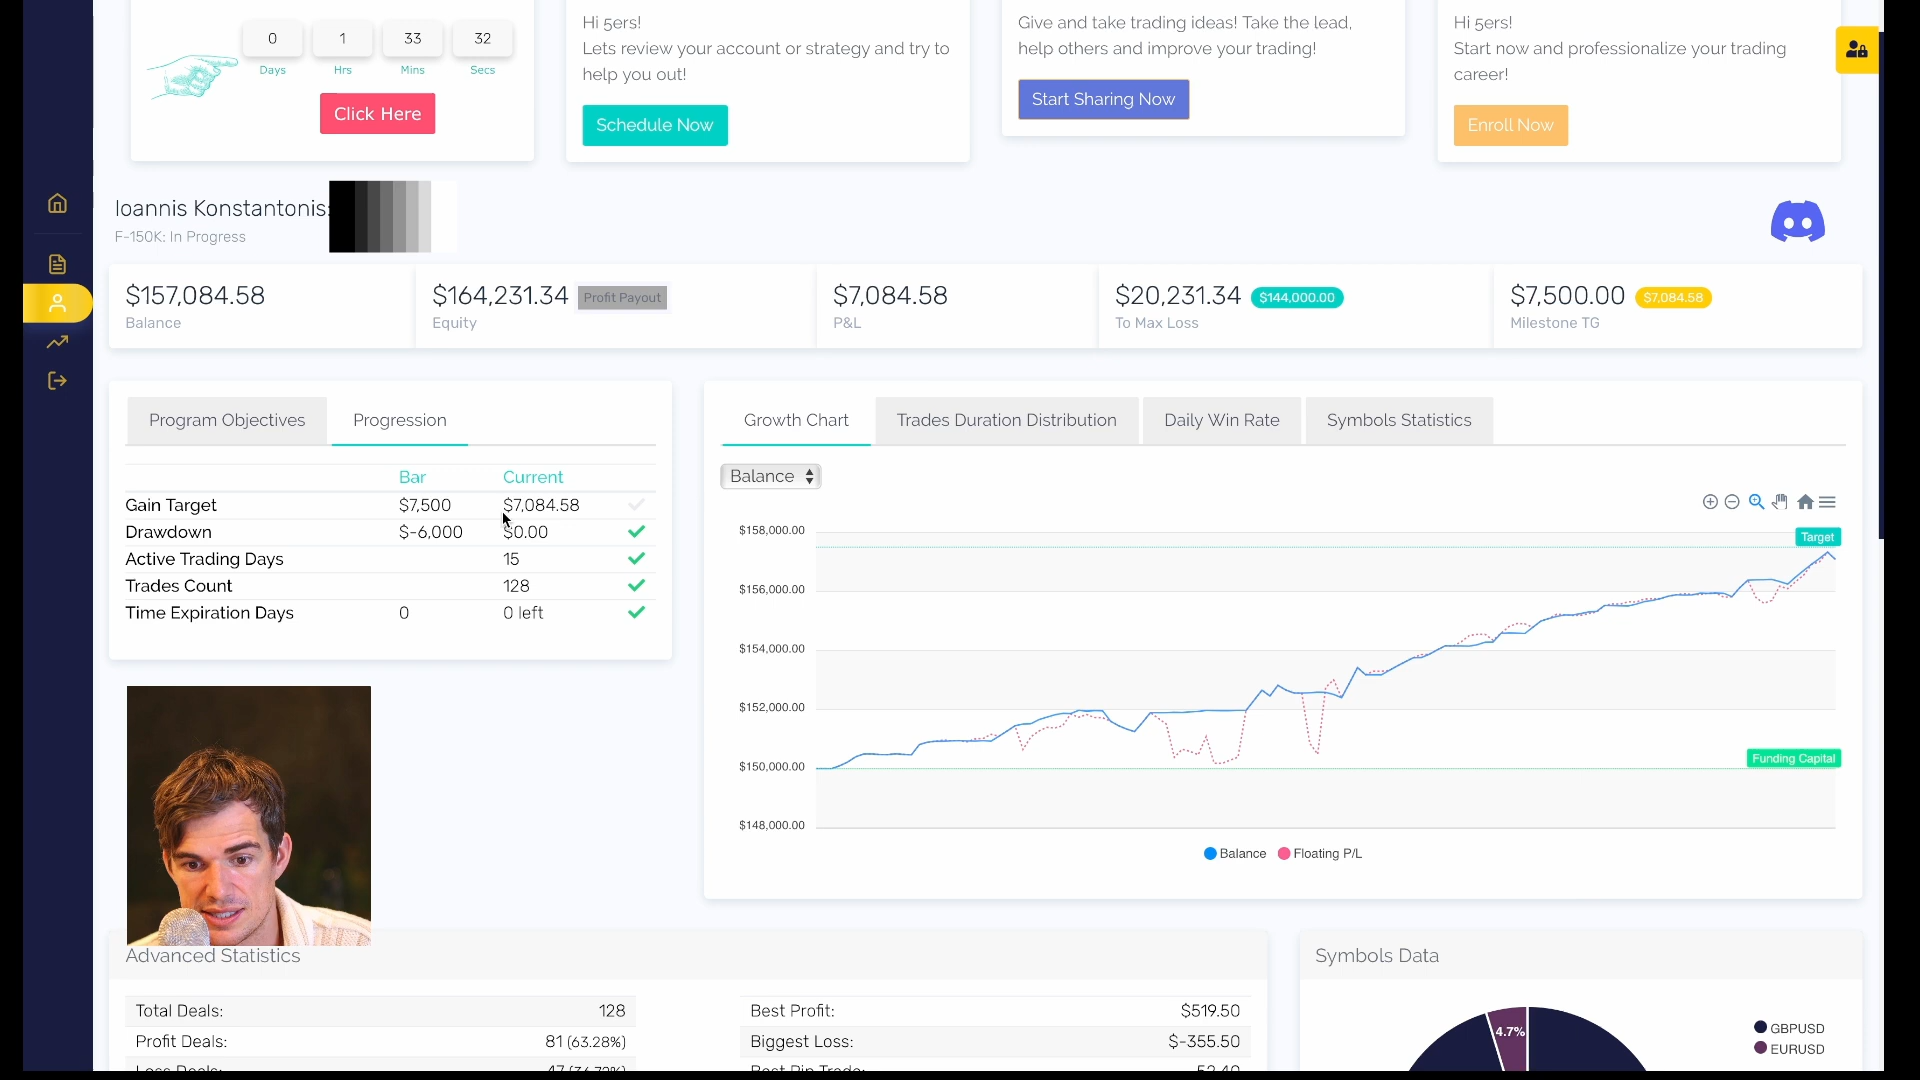 0 1 33 32
Days Hrs Mins Secs
Click Here
Hi 5ers!
Lets review your account or strategy and try to
help you out!
Schedule Now
Give and take trading ideas! Take the lead,
help others and improve your trading!
Start Sharing Now
Hi 5ers!
Start now and professionalize your trading
career!
Enroll Now
Ioannis Konstantonis:
F-150K: In Progress
$157,084.58
Balance
$164,231.34 Profit Payout
Equity
$7,084.58
P&L
$20,231.34 $144,000.00
To Max Loss
$7,500.00 $7,084.58
Milestone TG
Program Objectives Progression
Bar Current
Gain Target $7,500 $7,084.58
Drawdown $-6,000 $0.00
Active Trading Days 15
Trades Count 128
Time Expiration Days 0 0 left
Growth Chart Trades Duration Distribution Daily Win Rate Symbols Statistics
Balance
$158,000.00
Target
$156,000.00
$154,000.00
$152,000.00
$150,000.00
Funding Capital
$148,000.00
Balance Floating P/L
Advanced Statistics
Total Deals: 128
Profit Deals: 81 (63.28%)
Best Profit: $519.50
Biggest Loss: $-355.50
Symbols Data
4.7%
GBPUSD
EURUSD